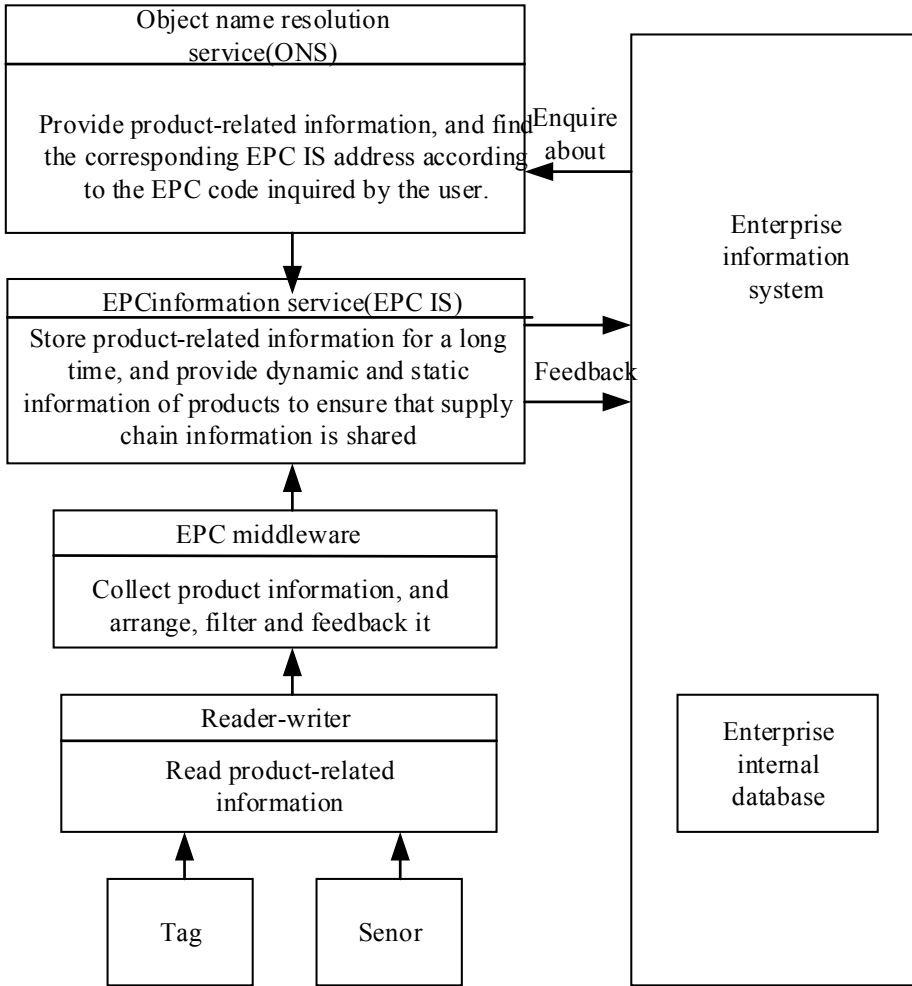 Object name resolution
service(ONS)
Provide product-related information, and find
the corresponding EPC IS address according
to the EPC code inquired by the user.
Enquire
about
Enterprise
information
system
EPCinformation service(EPC IS)
Store product-related information for a long
time, and provide dynamic and static
information of products to ensure that supply
chain information is shared
Feedback
EPC middleware
Collect product information, and
arrange, filter and feedback it
Reader-writer
Read product-related
information
Enterprise
internal
database
Tag
Senor